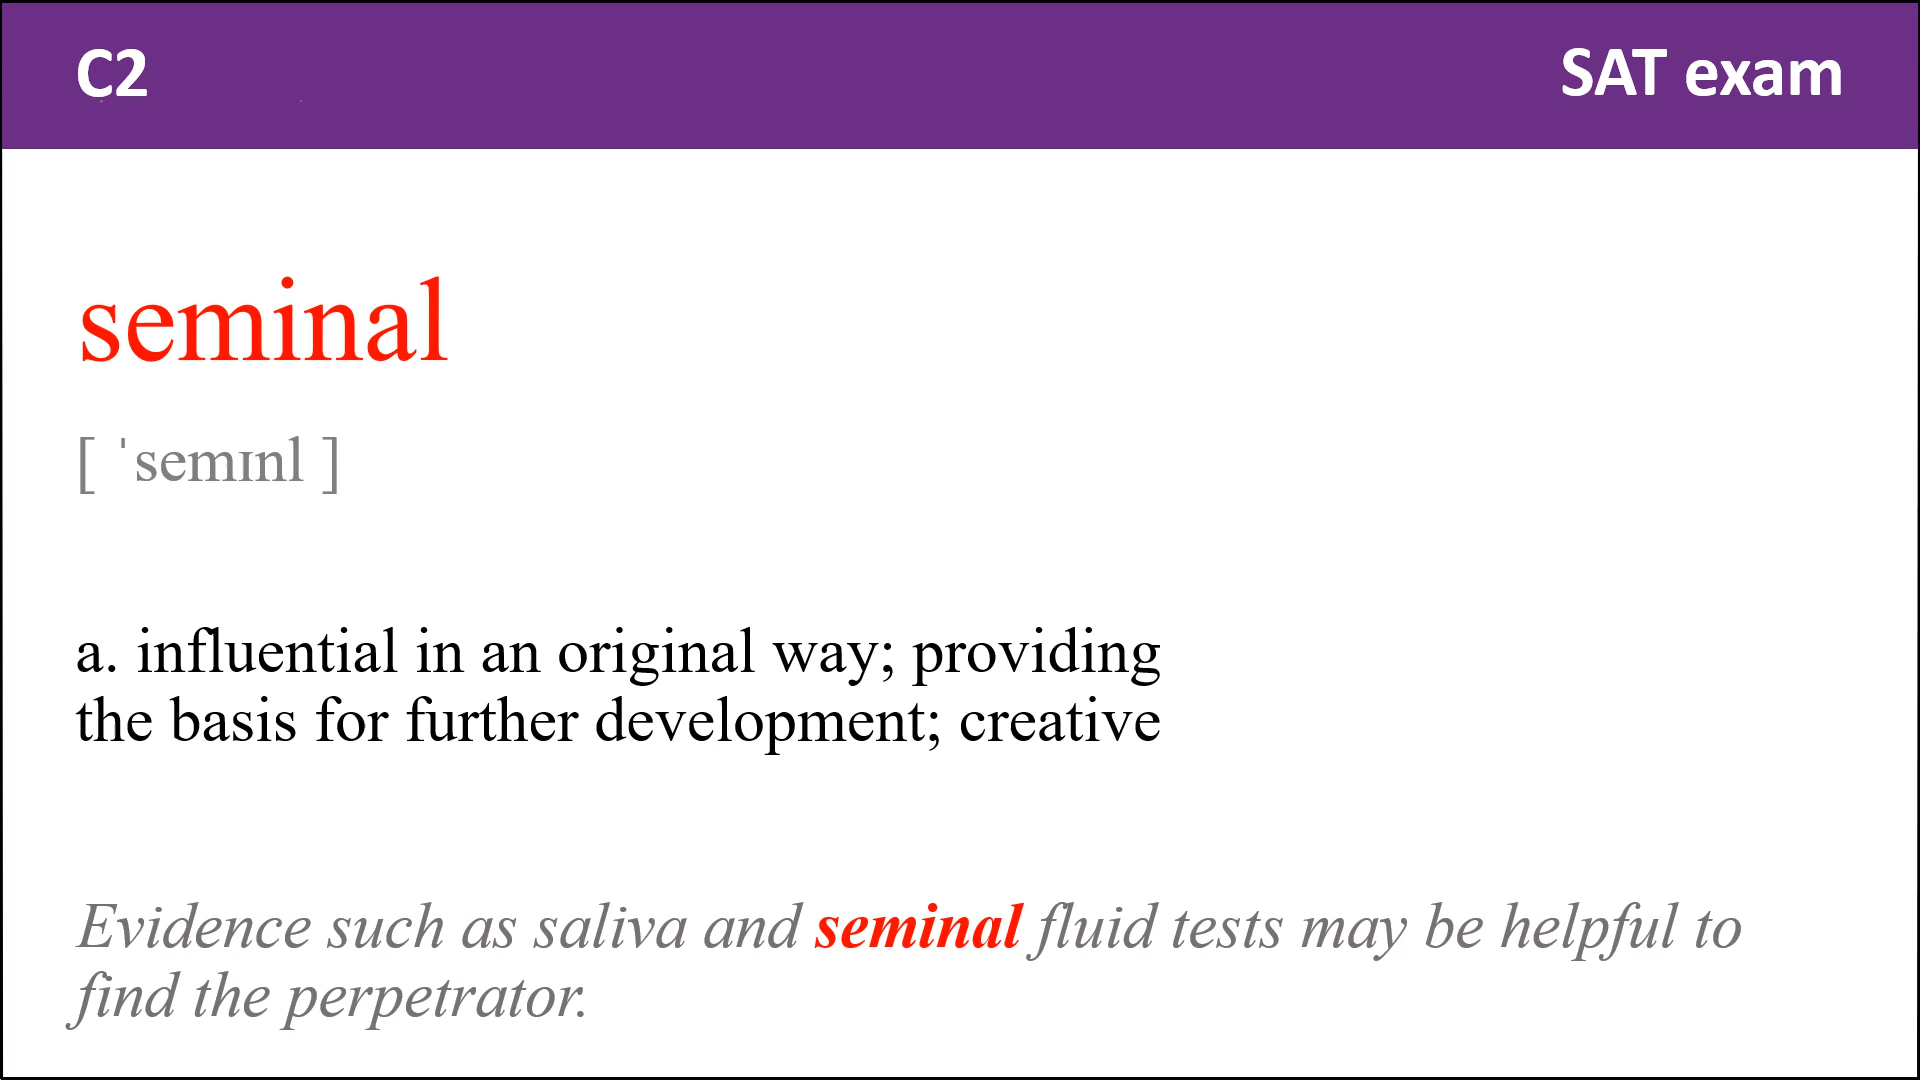 C2
SAT exam
seminal
[ ˈsemɪnl ]
a. influential in an original way; providing
the basis for further development; creative
Evidence such as saliva and seminal fluid tests may be helpful to
find the perpetrator.